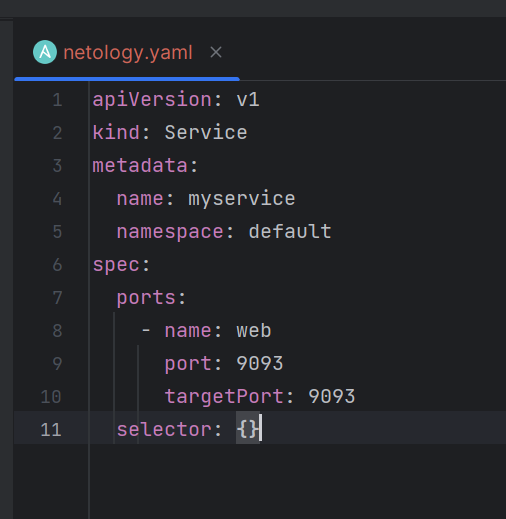 netology.yaml
1 apiVersion: v1
2 kind: Service
3 metadata:
4   name: myservice
5   namespace: default
6 spec:
7   ports:
8     - name: web
9       port: 9093
10       targetPort: 9093
11   selector: {}